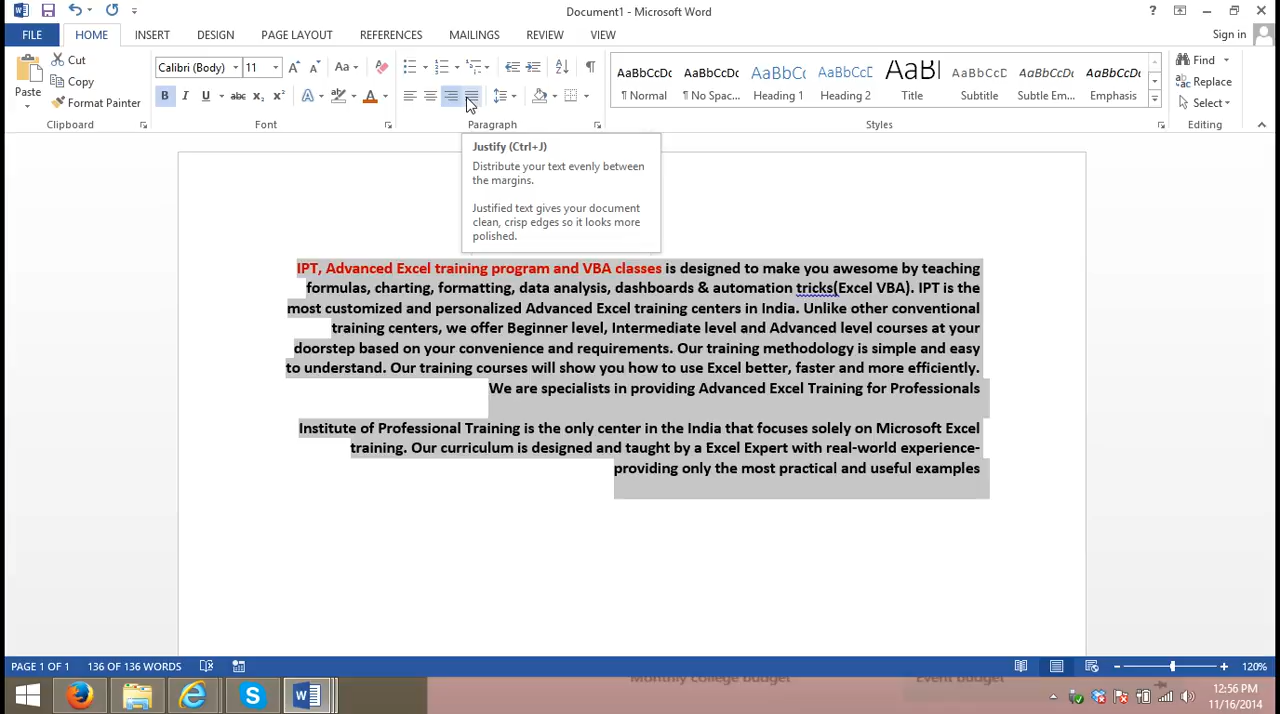 Document1 - Microsoft Word
Sign in
FILE HOME INSERT DESIGN PAGE LAYOUT REFERENCES MAILINGS REVIEW VIEW
Paste
Cut
Copy
Format Painter
Clipboard
Calibri (Body) 11
Font
Paragraph
AaBbCcDc AaBbCcDc AaBbCc AaBbCcDc AaBl AaBbCcDc AaBbCcDc AaBbCcDc
¶ Normal ¶ No Spac... Heading 1 Heading 2 Title Subtitle Subtle Em... Emphasis
Styles
Find
Replace
Select
Editing
Justify (Ctrl+J)
Distribute your text evenly between
the margins.
Justified text gives your document
clean, crisp edges so it looks more
polished.
IPT, Advanced Excel training program and VBA classes is designed to make you awesome by teaching
formulas, charting, formatting, data analysis, dashboards & automation tricks(Excel VBA). IPT is the
most customized and personalized Advanced Excel training centers in India. Unlike other conventional
training centers, we offer Beginner level, Intermediate level and Advanced level courses at your
doorstep based on your convenience and requirements. Our training methodology is simple and easy
to understand. Our training courses will show you how to use Excel better, faster and more efficiently.
We are specialists in providing Advanced Excel Training for Professionals
Institute of Professional Training is the only center in the India that focuses solely on Microsoft Excel
training. Our curriculum is designed and taught by a Excel Expert with real-world experience-
providing only the most practical and useful examples
PAGE 1 OF 1 136 OF 136 WORDS
120%
Monthly college budget
Event budget
12:56 PM
11/16/2014